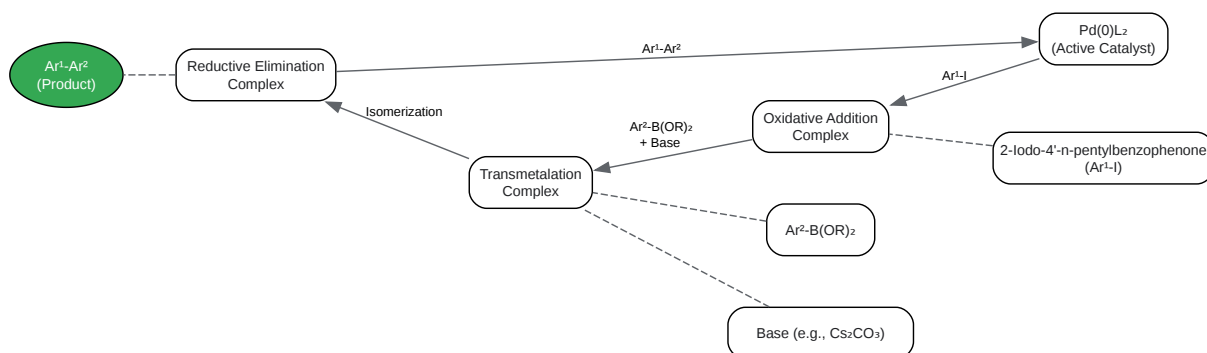 Ar¹-Ar²
(Product)
Reductive Elimination
Complex
Ar¹-Ar²
Pd(0)L₂
(Active Catalyst)
Ar¹-I
Isomerization
Ar²-B(OR)₂
+ Base
Oxidative Addition
Complex
2-Iodo-4'-n-pentylbenzophenone
(Ar¹-I)
Transmetalation
Complex
Ar²-B(OR)₂
Base (e.g., Cs₂CO₃)